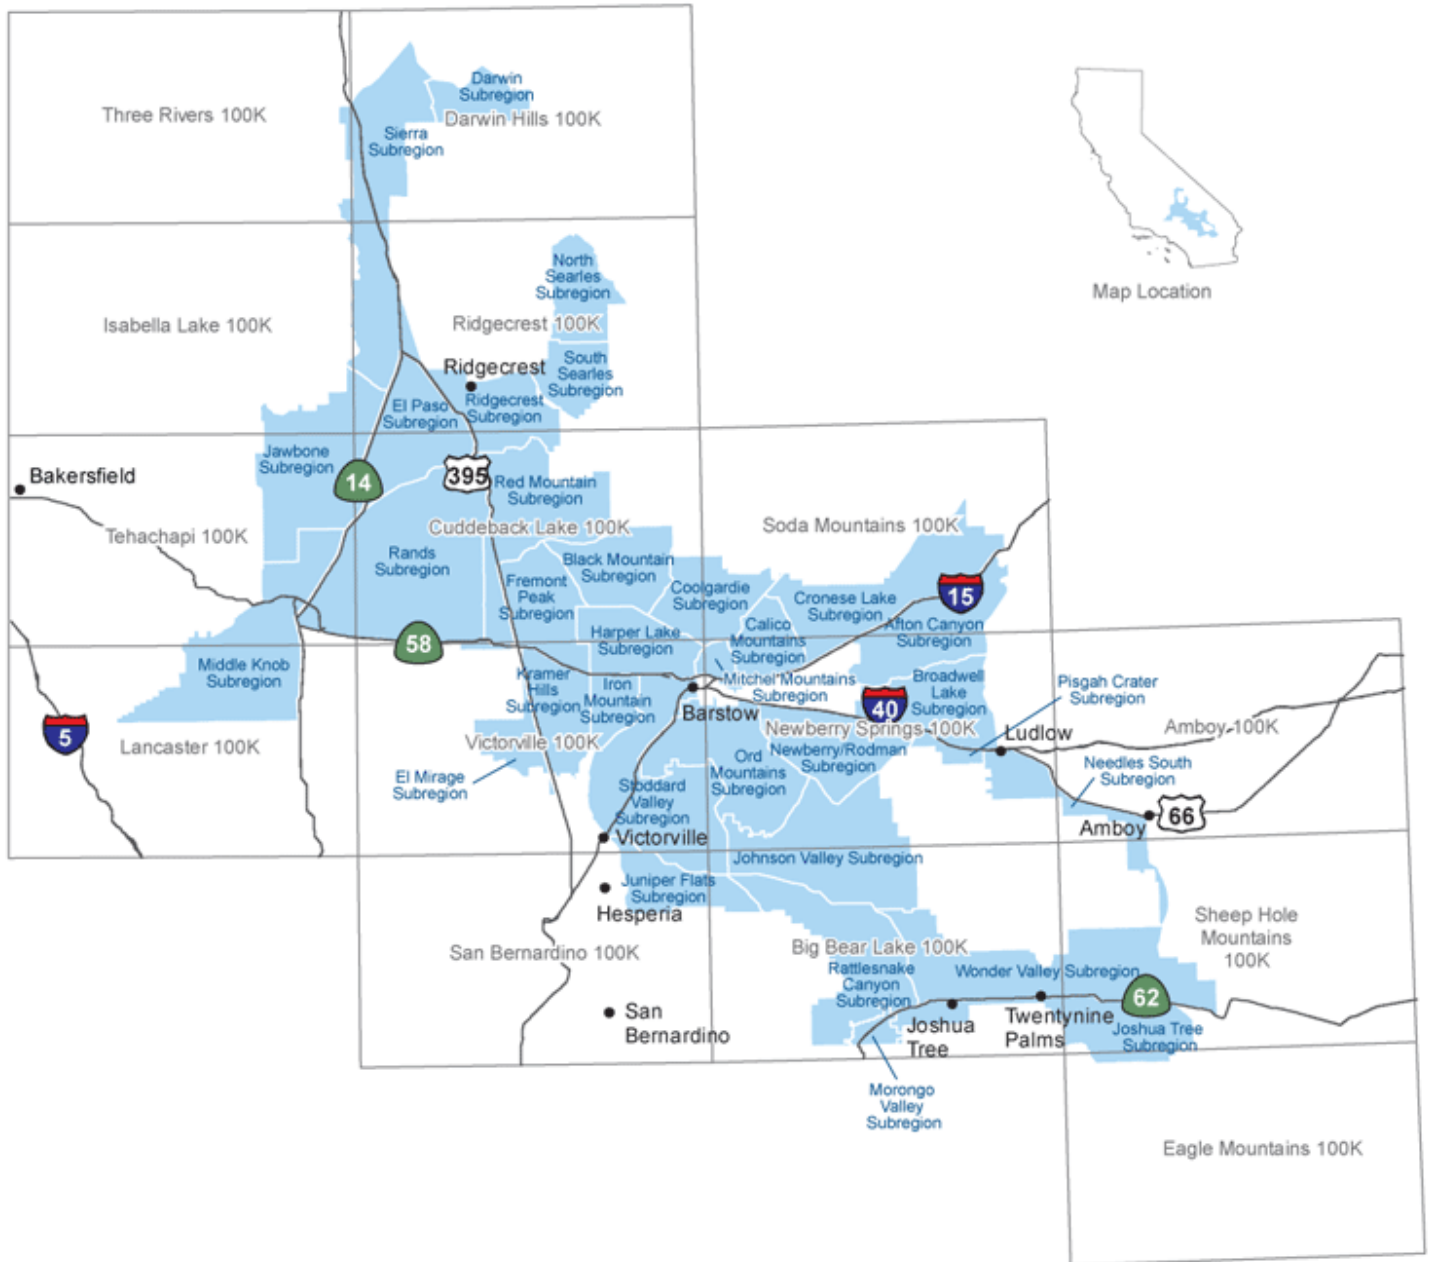 Darwin
Subregion
Three Rivers 100K
Darwin Hills 100K
Sierra
Subregion
Map Location
North
Searles
Subregion
Isabella Lake 100K
Ridgecrest 100K
Ridgecrest
South
Searles
Subregion
El Paso
Subregion
Ridgecrest
Subregion
Jawbone
Subregion
Bakersfield
14
395
Red Mountain
Subregion
Tehachapi 100K
Cuddeback Lake 100K
Soda Mountains 100K
Rands
Subregion
Black Mountain
Subregion
Fremont
Peak
Subregion
Coolgardie
Subregion
Cronese Lake
Subregion
15
Calico
Mountains
Subregion
Afton Canyon
Subregion
58
Harper Lake
Subregion
Middle Knob
Subregion
Kramer
Hills
Subregion
Iron
Mountain
Subregion
Mitchel Mountains
Subregion
Broadwell
Lake
Subregion
Pisgah Crater
Subregion
40
Barstow
5
Lancaster 100K
Victorville 100K
Newberry Springs 100K
Ludlow
Amboy 100K
Newberry/Rodman
Subregion
Ord
Mountains
Subregion
El Mirage
Subregion
Needles South
Subregion
Stoddard
Valley
Subregion
66
Amboy
Victorville
Johnson Valley Subregion
Juniper Flats
Subregion
Hesperia
Sheep Hole
Mountains
100K
San Bernardino 100K
Big Bear Lake 100K
Rattlesnake
Canyon
Subregion
Wonder Valley Subregion
62
San
Bernardino
Joshua
Tree
Twentynine
Palms
Joshua Tree
Subregion
Morongo
Valley
Subregion
Eagle Mountains 100K